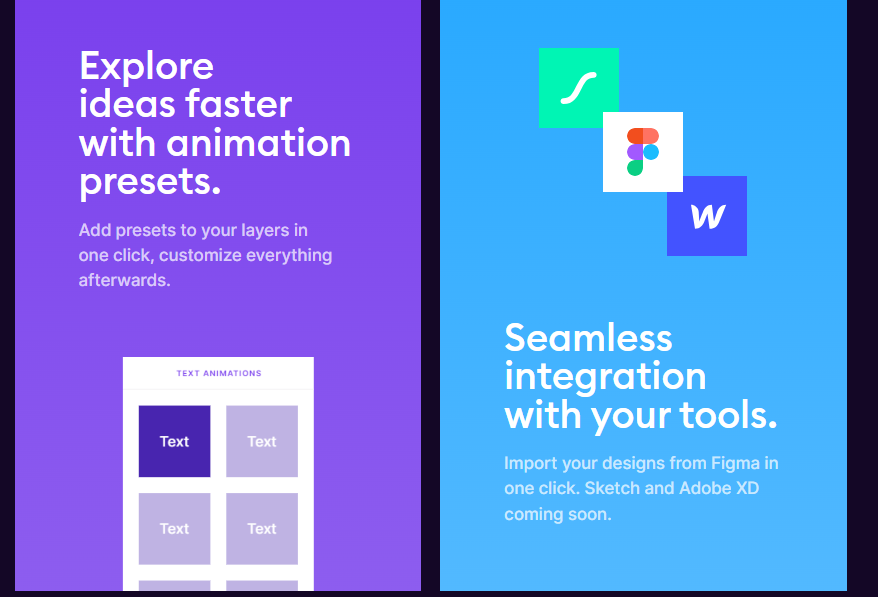 Explore
ideas faster
with animation
presets.
Add presets to your layers in
one click, customize everything
afterwards.
TEXT ANIMATIONS
Text
Text
Text
Text
Seamless
integration
with your tools.
Import your designs from Figma in
one click. Sketch and Adobe XD
coming soon.